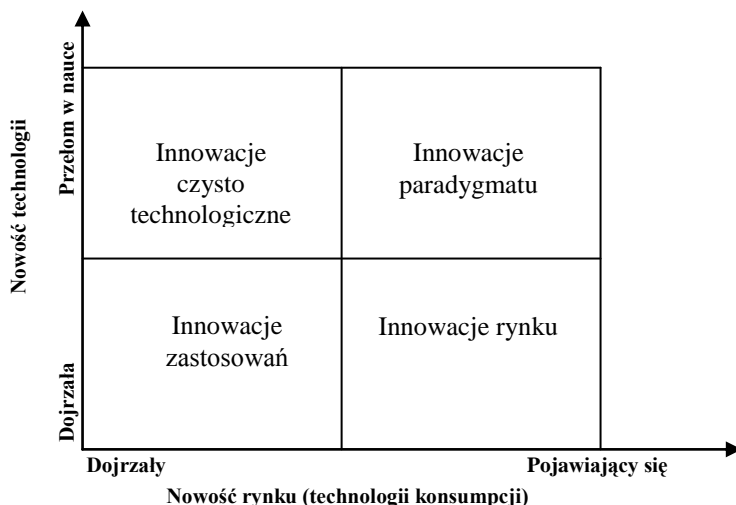 Nowość technologii
Przełom w nauce
Dojrzała
Innowacje
czysto
technologiczne
Innowacje
paradygmatu
Innowacje
zastosowań
Innowacje rynku
Dojrzały
Pojawiający się
Nowość rynku (technologii konsumpcji)